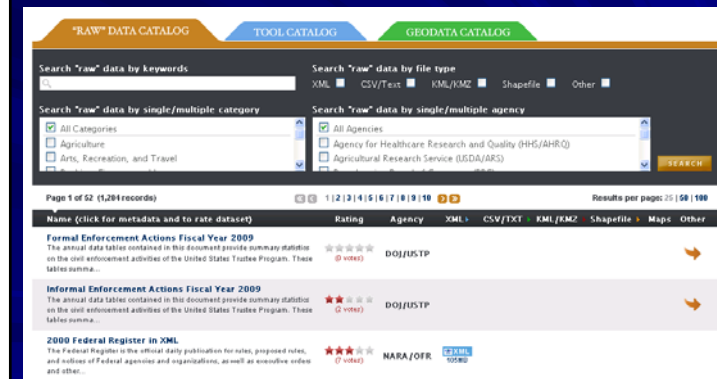 "RAW" DATA CATALOG TOOL CATALOG GEODATA CATALOG
Search "raw" data by keywords Search "raw" data by file type
XML CSV/Text KML/KMZ Shapefile Other
Search "raw" data by single/multiple category Search "raw" data by single/multiple agency
All Categories All Agencies
Agriculture Agency for Healthcare Research and Quality (HHS/AHRQ)
Arts, Recreation, and Travel Agricultural Research Service (USDA/ARS)
SEARCH
Page 1 of 52 (1,204 records) 1|2|3|4|5|6|7|8|9|10 Results per page: 25|50|100
Name (click for metadata and to rate dataset) Rating Agency XML CSV/TXT KML/KMZ Shapefile Maps Other
Formal Enforcement Actions Fiscal Year 2009
The annual data tables contained in this document provide summary statistics
on the civil enforcement activities of the United States Trustee Program. These
tables summa...
(0 votes) DOJ/USTP
Informal Enforcement Actions Fiscal Year 2009
The annual data tables contained in this document provide summary statistics
on the civil enforcement activities of the United States Trustee Program. These
tables summa...
(2 votes) DOJ/USTP
2000 Federal Register in XML
The Federal Register is the official daily publication for rules, proposed rules,
and notices of Federal agencies and organizations, as well as executive orders
and other...
(7 votes) NARA/OFR XML